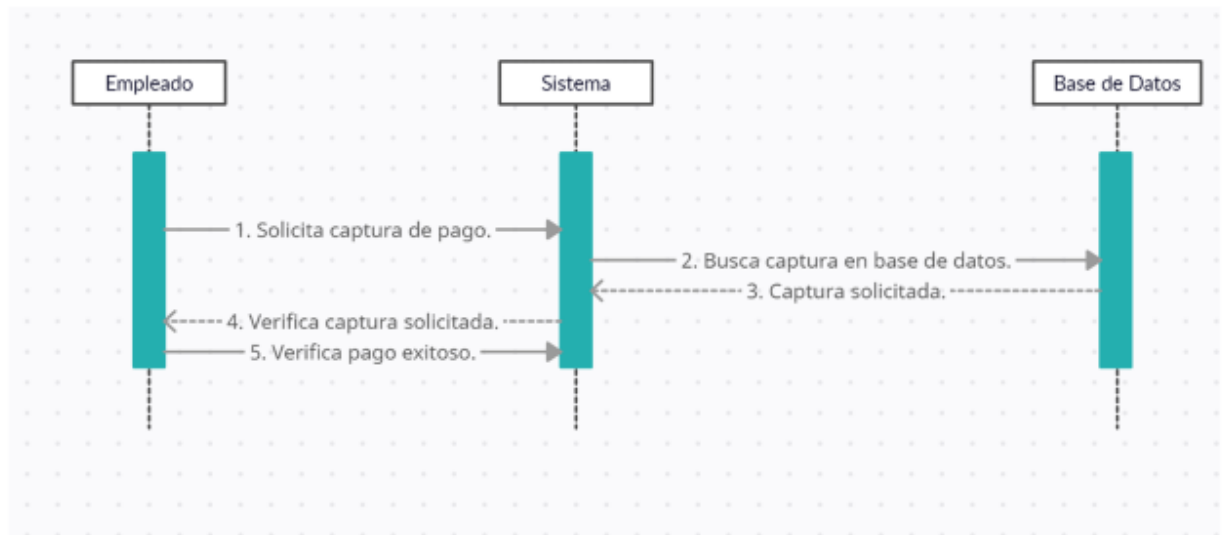 Empleado
Sistema
Base de Datos
1. Solicita captura de pago.
2. Busca captura en base de datos.
3. Captura solicitada.
4. Verifica captura solicitada.
5. Verifica pago exitoso.